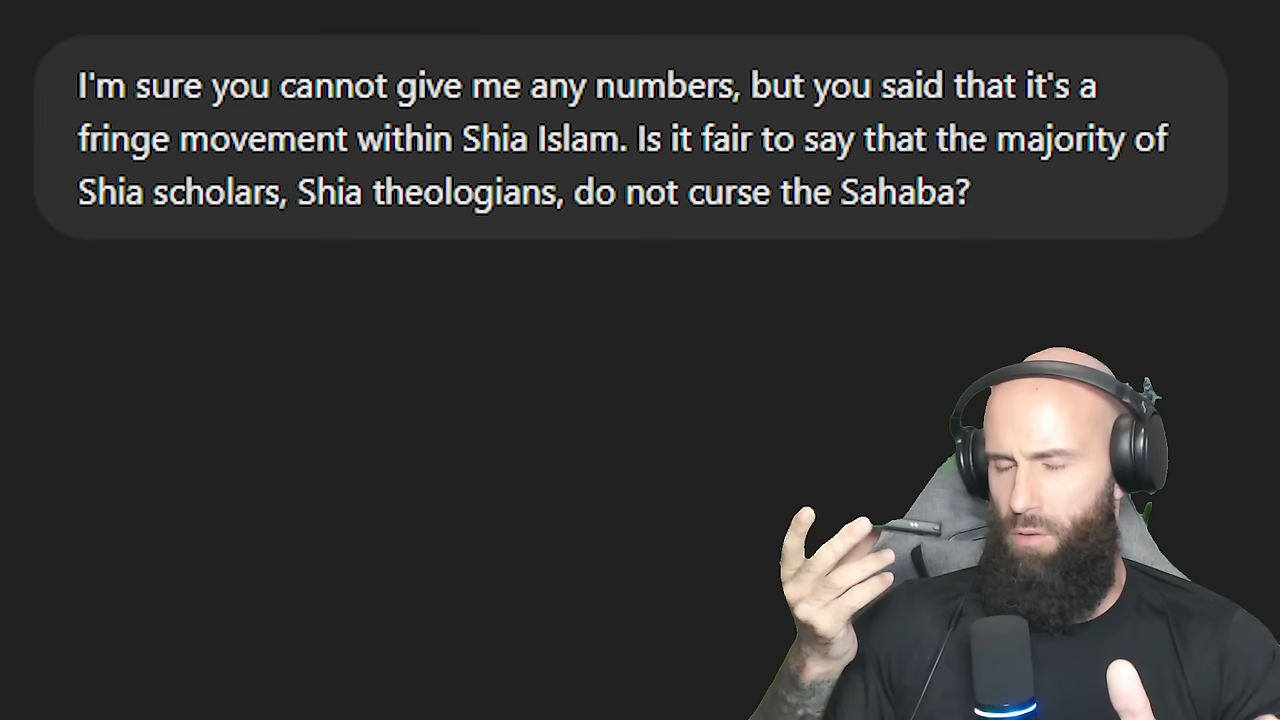 I'm sure you cannot give me any numbers, but you said that it's a
fringe movement within Shia Islam. Is it fair to say that the majority of
Shia scholars, Shia theologians, do not curse the Sahaba?